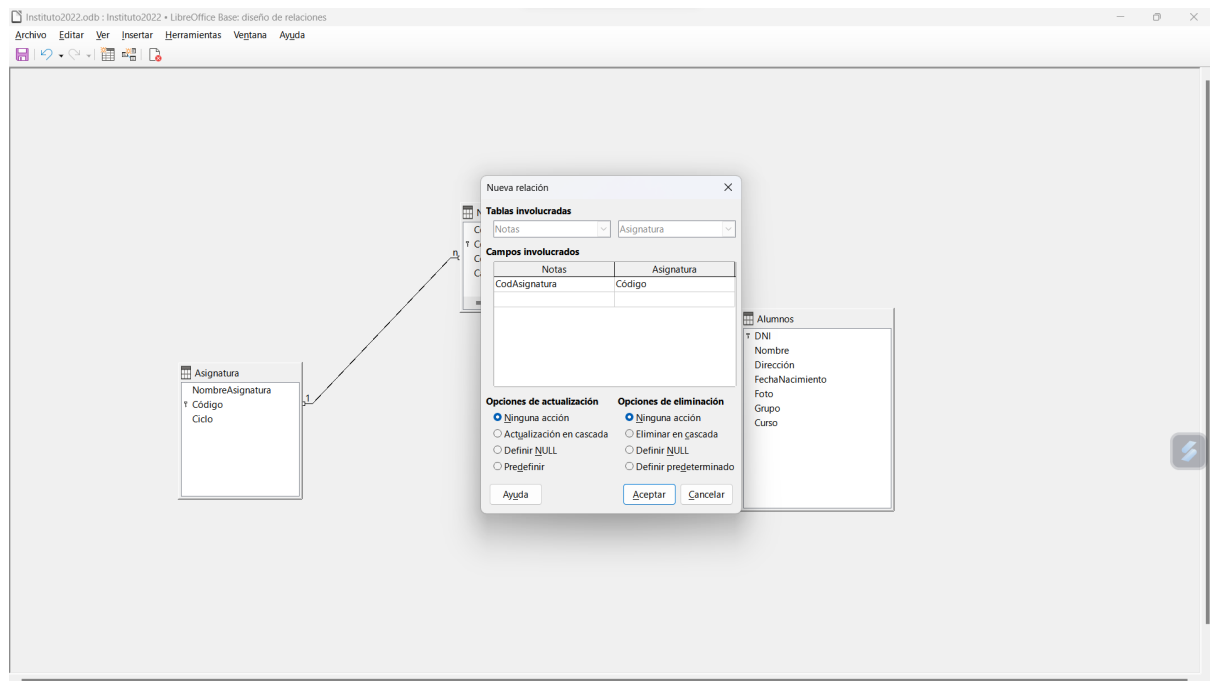 Instituto2022.odb : Instituto2022 • LibreOffice Base: diseño de relaciones
Archivo Editar Ver Insertar Herramientas Ventana Ayuda
Nueva relación
Tablas involucradas
Notas Asignatura
Campos involucrados
Notas Asignatura
CodAsignatura Código
Opciones de actualización Opciones de eliminación
Ninguna acción Ninguna acción
Actualización en cascada Eliminar en cascada
Definir NULL Definir NULL
Predefinir Definir predeterminado
Ayuda Aceptar Cancelar
n
1
Asignatura
NombreAsignatura
Código
Ciclo
Alumnos
DNI
Nombre
Dirección
FechaNacimiento
Foto
Grupo
Curso